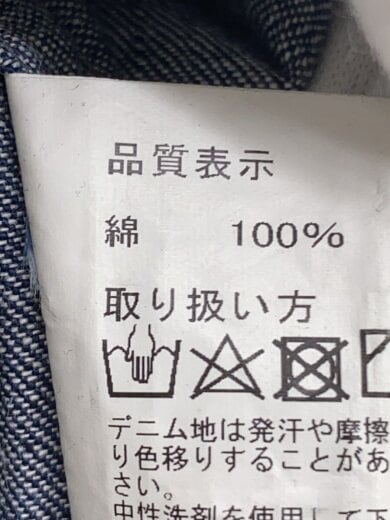 品質表示
綿 100%
取り扱い方
デニム地は発汗や摩擦
り色移りすることがあ
さい。
中性洗剤を使用して下